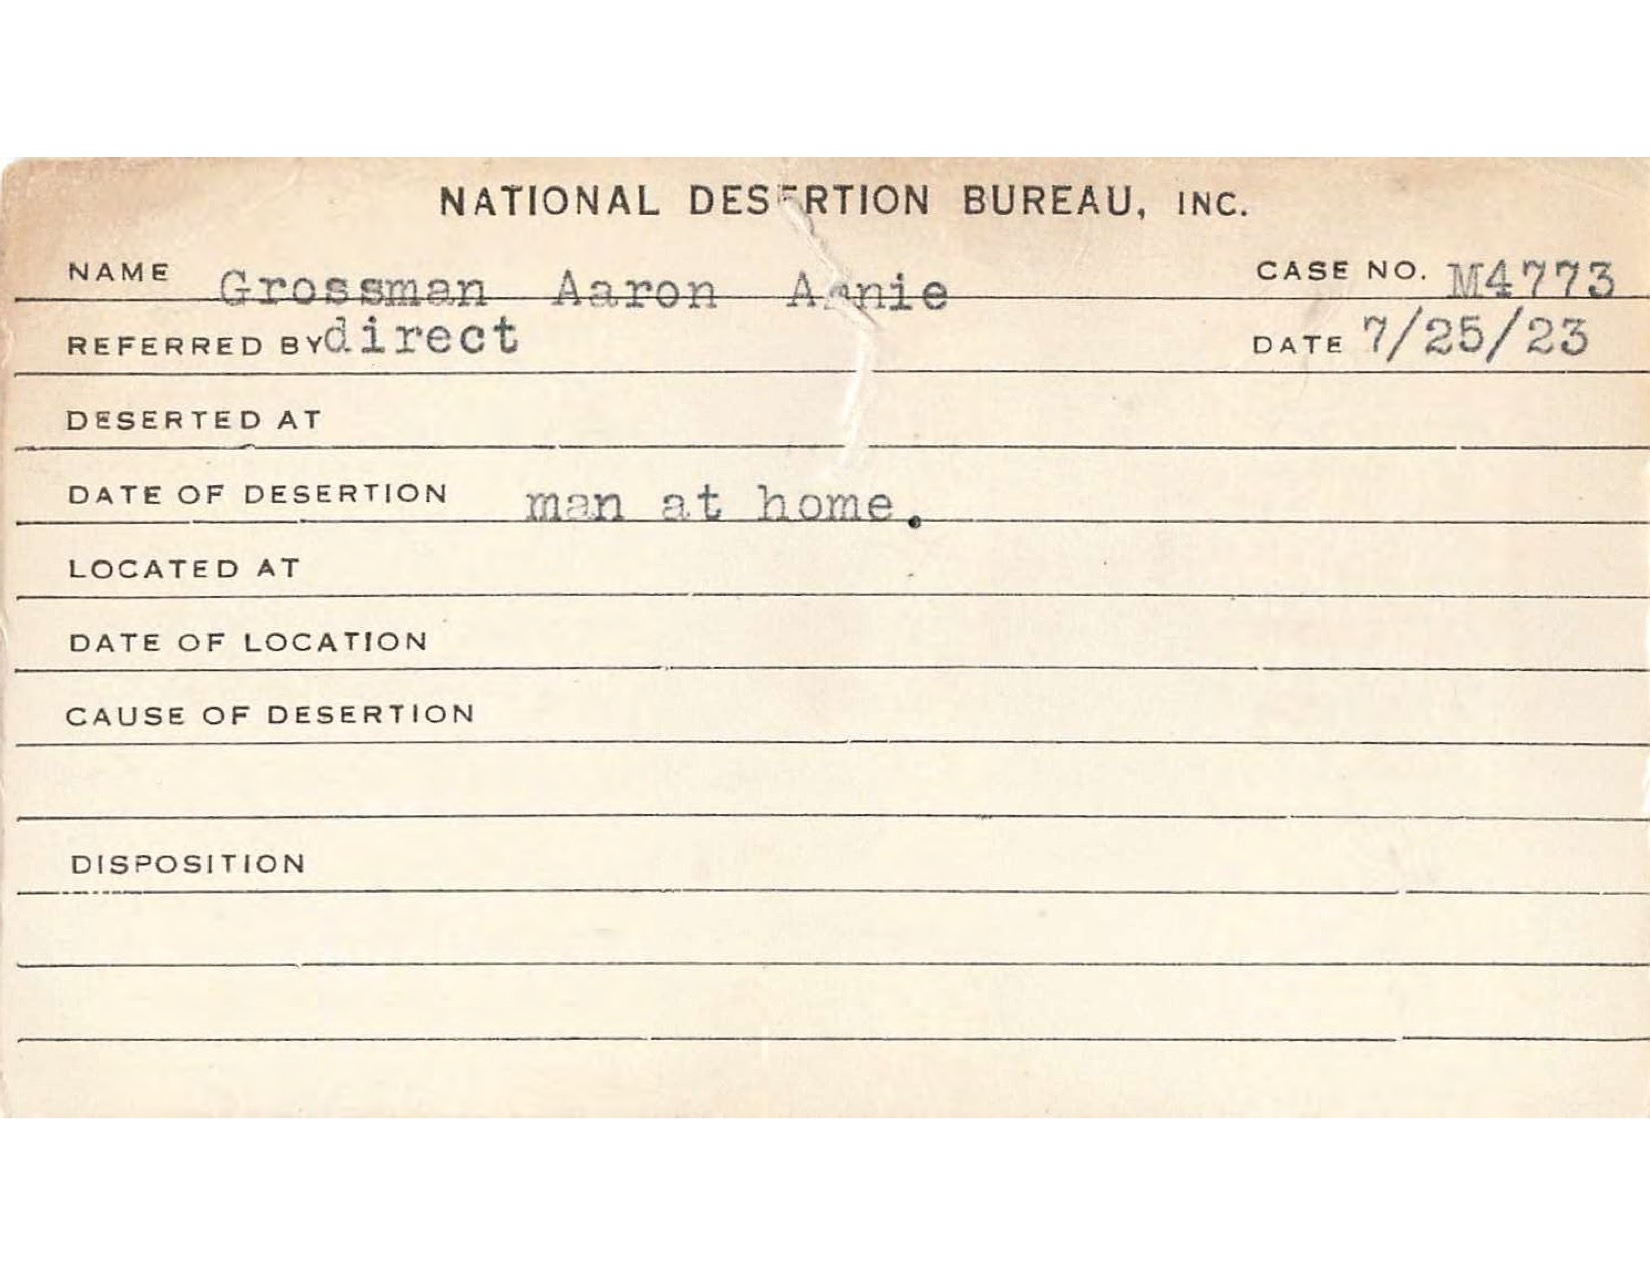 NATIONAL DESERTION BUREAU, INC.
NAME Grossman Aaron Annie CASE NO. M4773
REFERRED BY direct DATE 7/25/23
DESERTED AT
DATE OF DESERTION man at home.
LOCATED AT
DATE OF LOCATION
CAUSE OF DESERTION
DISPOSITION